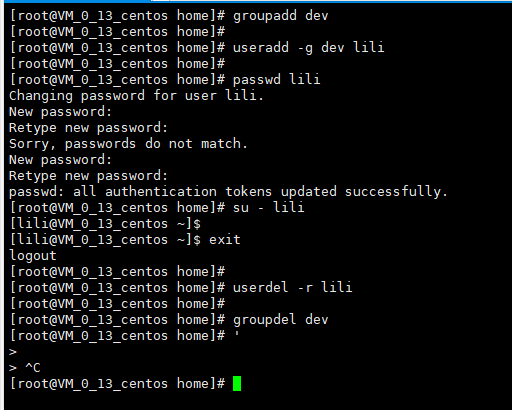 [root@VM_0_13_centos home]# groupadd dev
[root@VM_0_13_centos home]#
[root@VM_0_13_centos home]# useradd -g dev lili
[root@VM_0_13_centos home]#
[root@VM_0_13_centos home]# passwd lili
Changing password for user lili.
New password:
Retype new password:
Sorry, passwords do not match.
New password:
Retype new password:
passwd: all authentication tokens updated successfully.
[root@VM_0_13_centos home]# su - lili
[lili@VM_0_13_centos ~]$
[lili@VM_0_13_centos ~]$ exit
logout
[root@VM_0_13_centos home]#
[root@VM_0_13_centos home]# userdel -r lili
[root@VM_0_13_centos home]#
[root@VM_0_13_centos home]# groupdel dev
[root@VM_0_13_centos home]# '
>
> ^C
[root@VM_0_13_centos home]#